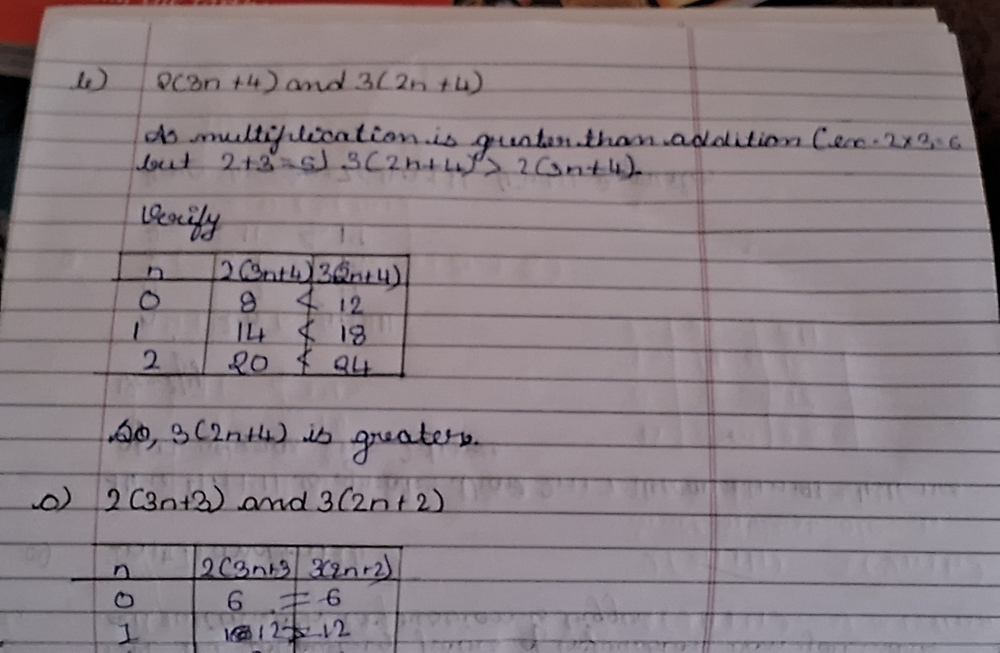 b) 2(3n+4) and 3(2n+4)
As multiplication is greater than addition (ex. 2×3=6
but 2+3=5) 3(2n+4) > 2(3n+4).
Verify
n 2(3n+4) 3(2n+4)
0 8 < 12
1 14 < 18
2 20 < 24
So, 3(2n+4) is greater.
c) 2(3n+3) and 3(2n+2)
n 2(3n+3 3(2n+2)
0 6 = 6
1 12 = 12